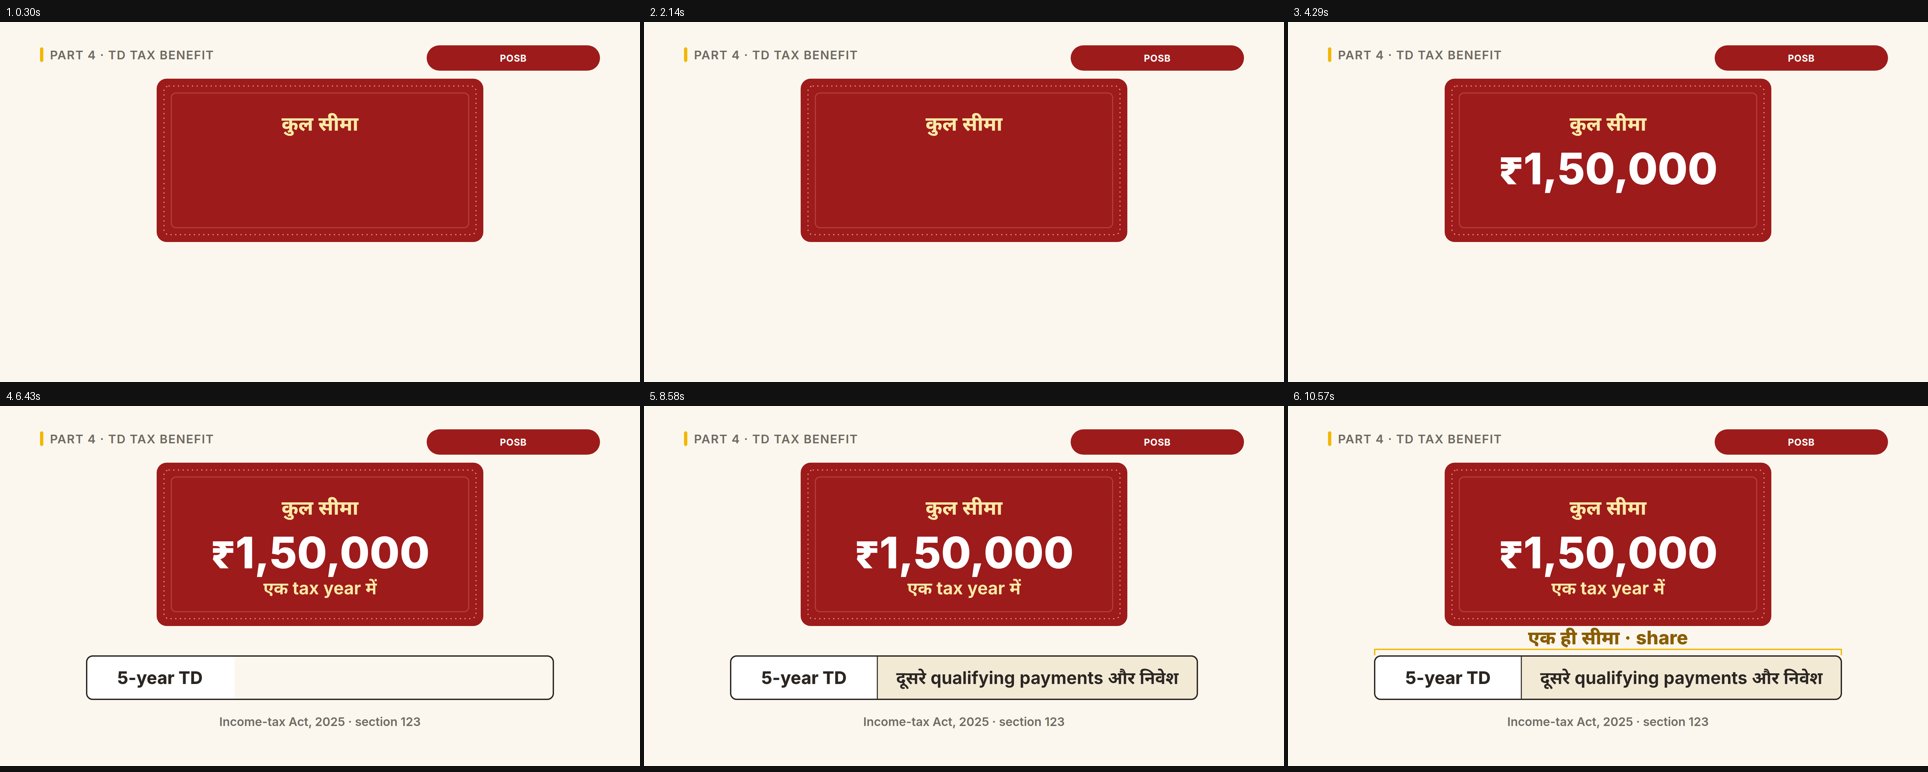 1. 0.30s
PART 4 · TD TAX BENEFIT
POSB
कुल सीमा
2. 2.14s
PART 4 · TD TAX BENEFIT
POSB
कुल सीमा
3. 4.29s
PART 4 · TD TAX BENEFIT
POSB
कुल सीमा
₹1,50,000
4. 6.43s
PART 4 · TD TAX BENEFIT
POSB
कुल सीमा
₹1,50,000
एक tax year में
5-year TD
Income-tax Act, 2025 · section 123
5. 8.58s
PART 4 · TD TAX BENEFIT
POSB
कुल सीमा
₹1,50,000
एक tax year में
5-year TD
दूसरे qualifying payments और निवेश
Income-tax Act, 2025 · section 123
6. 10.57s
PART 4 · TD TAX BENEFIT
POSB
कुल सीमा
₹1,50,000
एक tax year में
एक ही सीमा · share
5-year TD
दूसरे qualifying payments और निवेश
Income-tax Act, 2025 · section 123